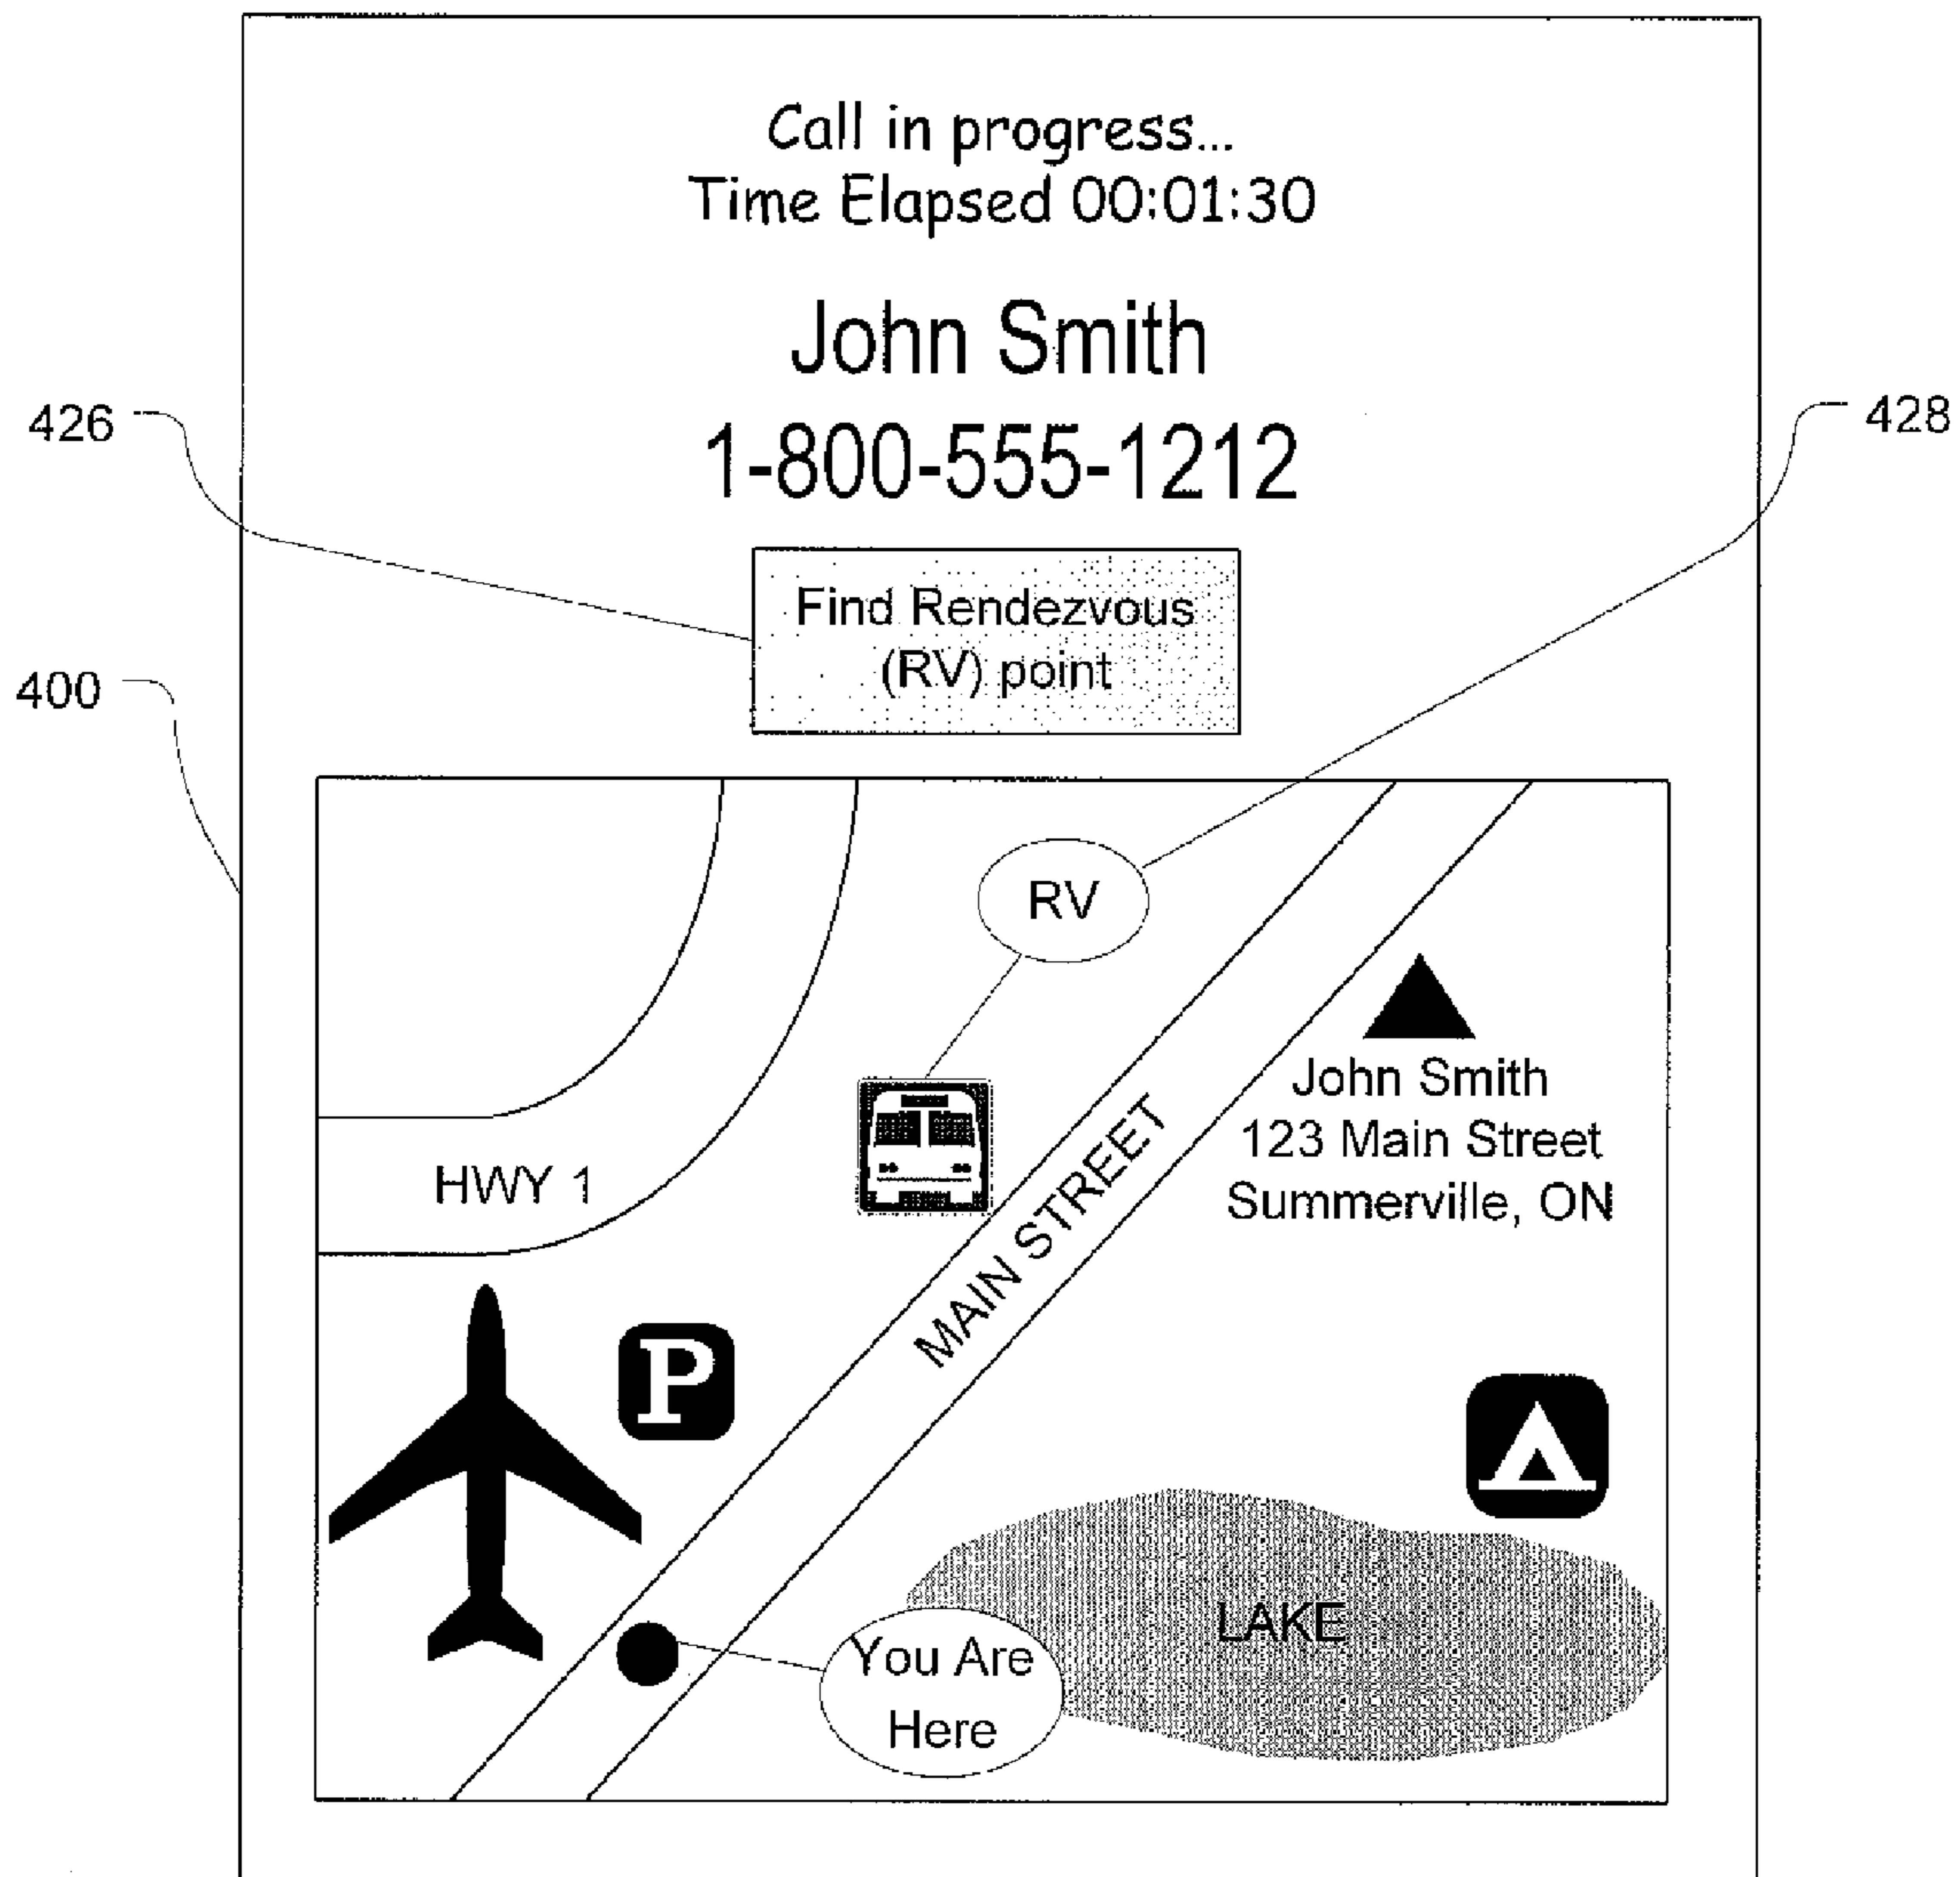 Call in progress...
Time Elapsed 00:01:30
John Smith
1-800-555-1212
426
428
Find Rendezvous
(RV) point
400
RV
John Smith
123 Main Street
Summerville, ON
HWY 1
MAIN STREET
P
LAKE
You Are
Here